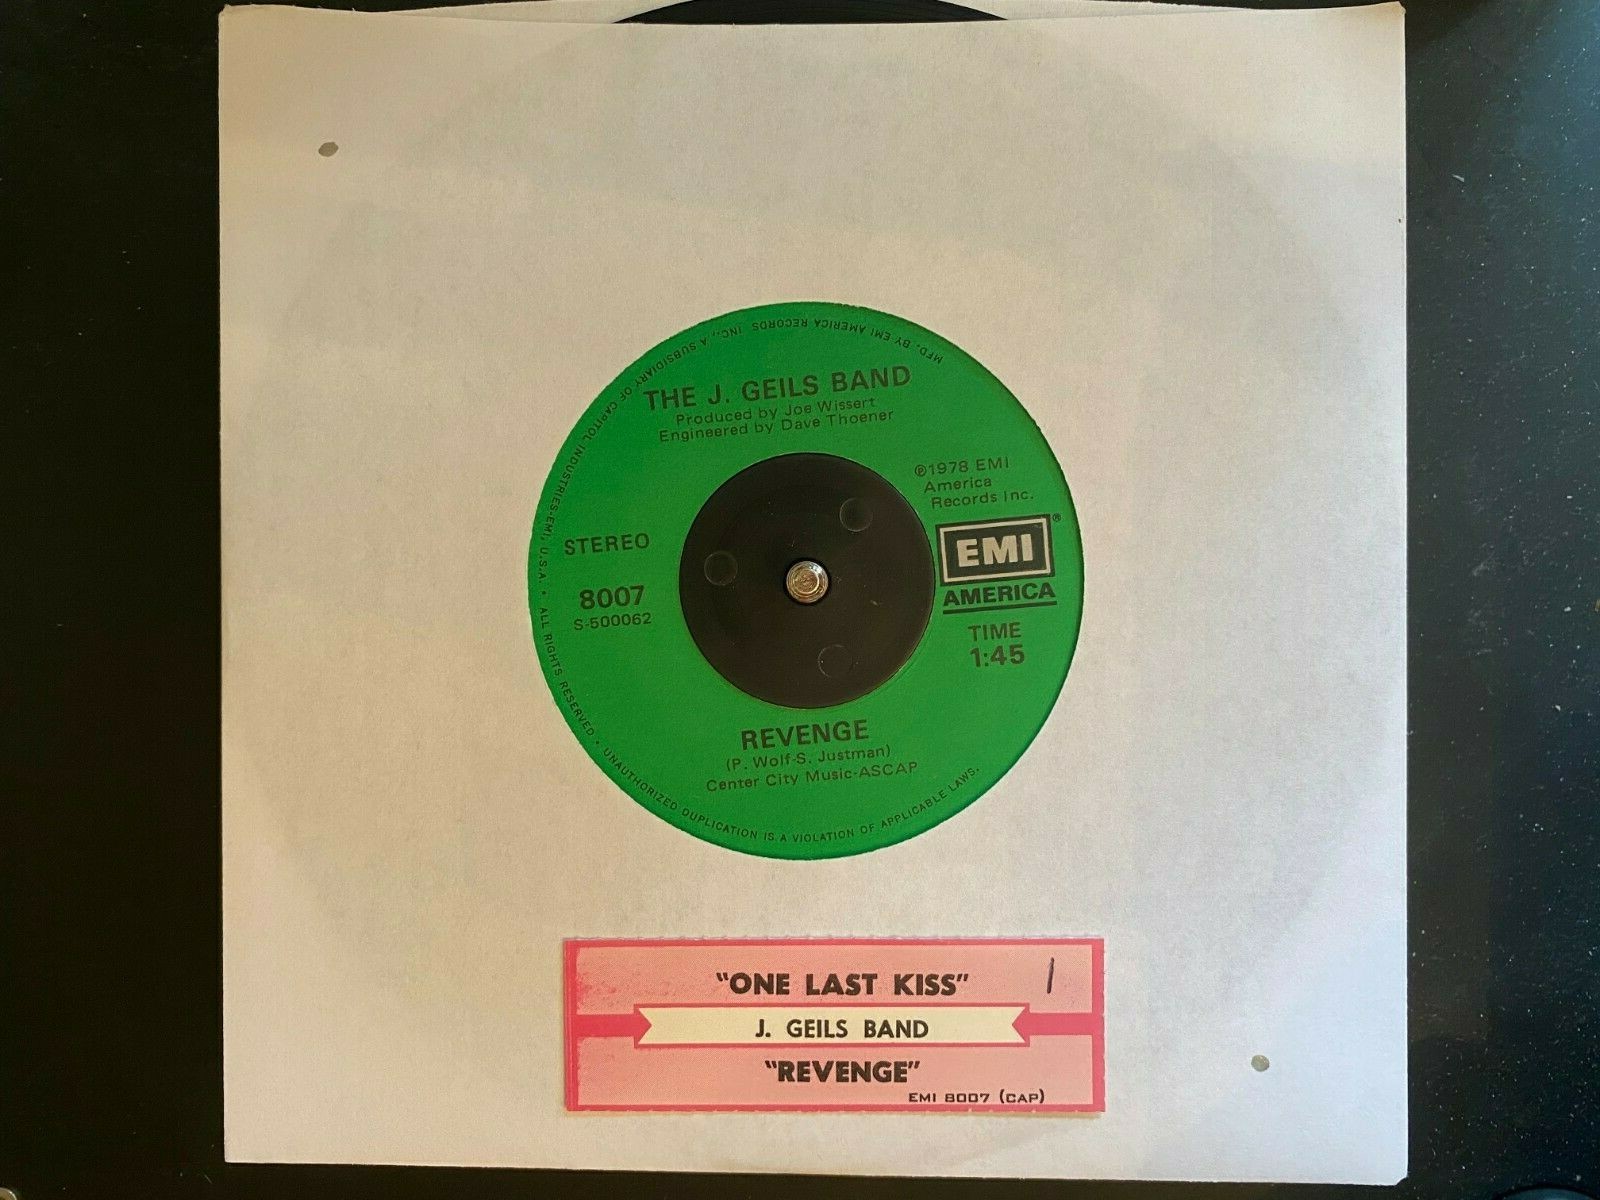 THE J. GEILS BAND
Produced by Joe Wissert
Engineered by Dave Thoener
℗1978 EMI
America
Records Inc.
STEREO
8007
S-500062
EMI®
AMERICA
TIME
1:45
REVENGE
(P. Wolf-S. Justman)
Center City Music-ASCAP
MFD. BY EMI AMERICA RECORDS, INC., A SUBSIDIARY OF CAPITOL INDUSTRIES-EMI, U.S.A. • ALL RIGHTS RESERVED • UNAUTHORIZED DUPLICATION IS A VIOLATION OF APPLICABLE LAWS.
"ONE LAST KISS" 1
J. GEILS BAND
"REVENGE"
EMI 8007 (CAP)